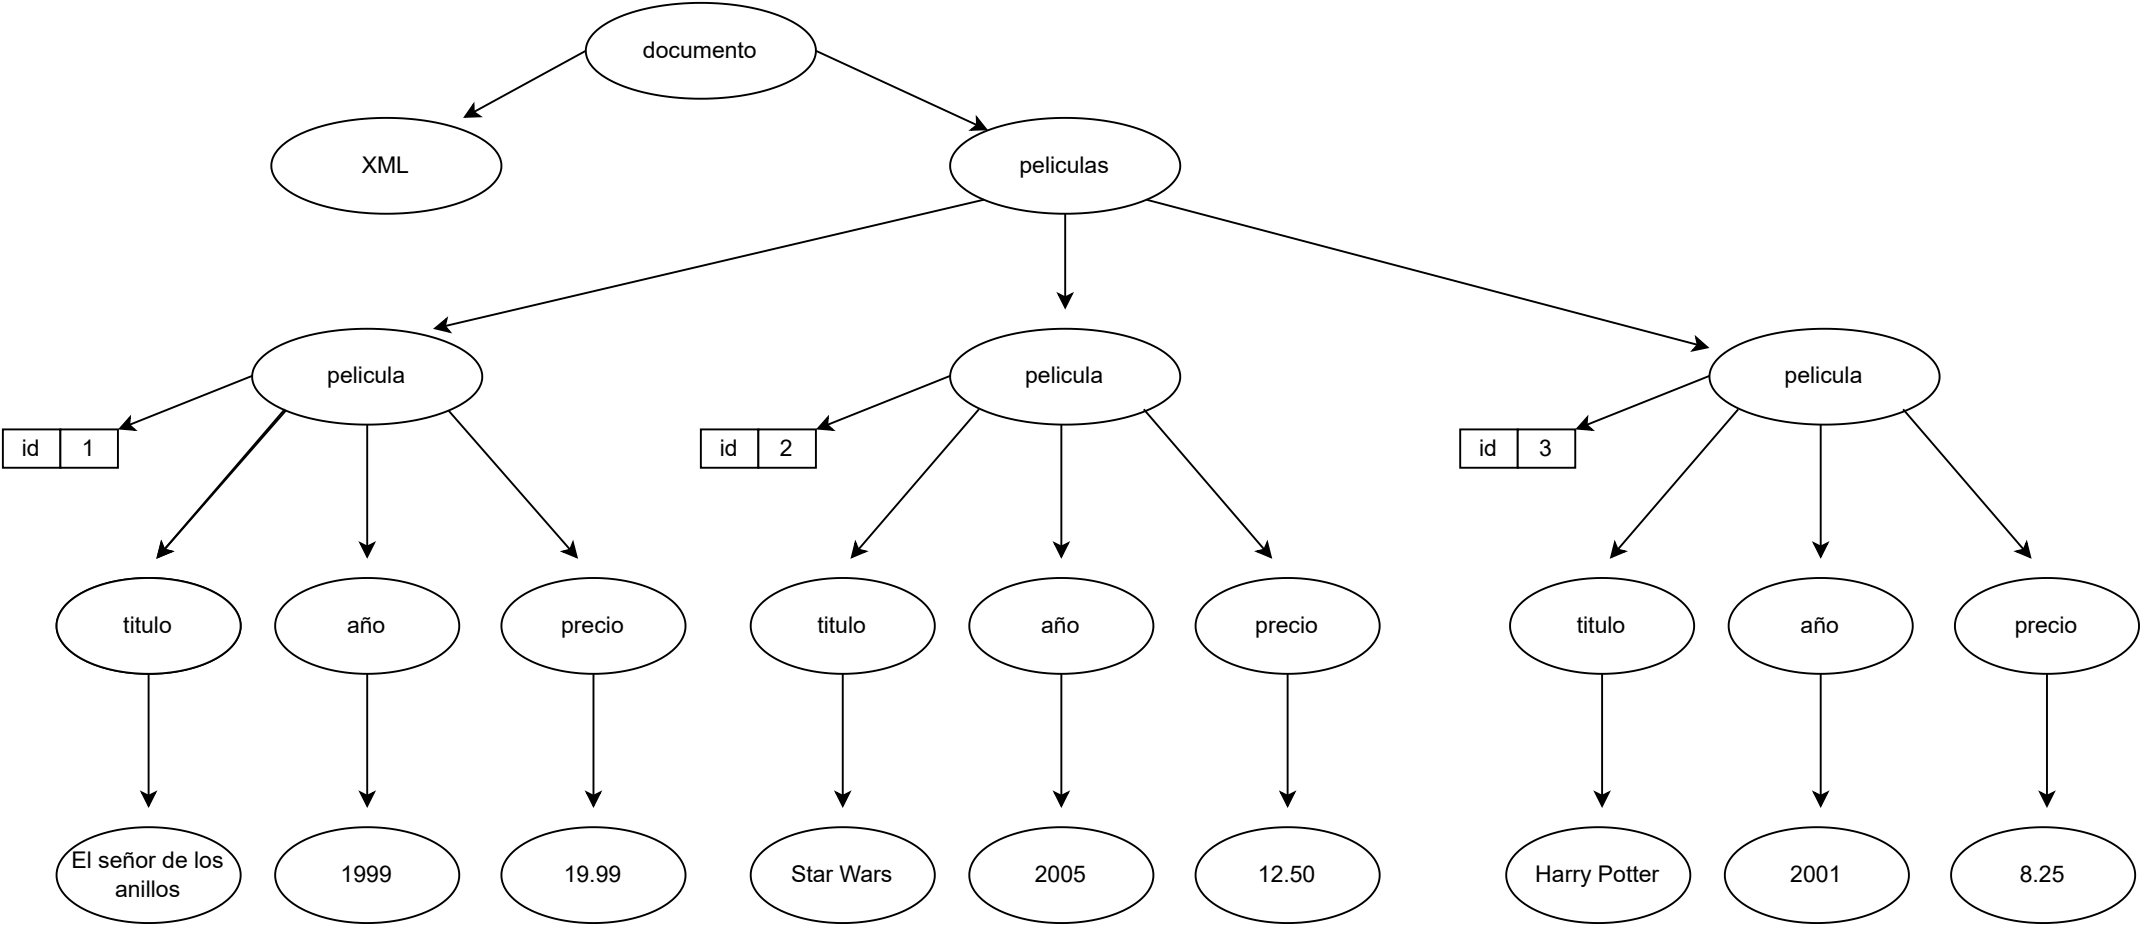 documento
XML
peliculas
pelicula
pelicula
pelicula
id 1
id 2
id 3
titulo
año
precio
titulo
año
precio
titulo
año
precio
El señor de los
anillos
1999
19.99
Star Wars
2005
12.50
Harry Potter
2001
8.25